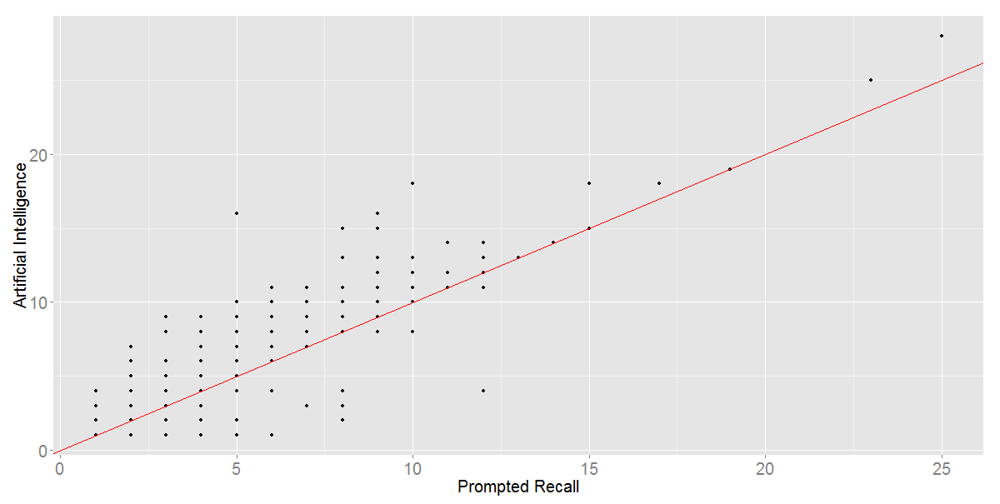 Artificial Intelligence
20
10
0
0 5 10 15 20 25
Prompted Recall